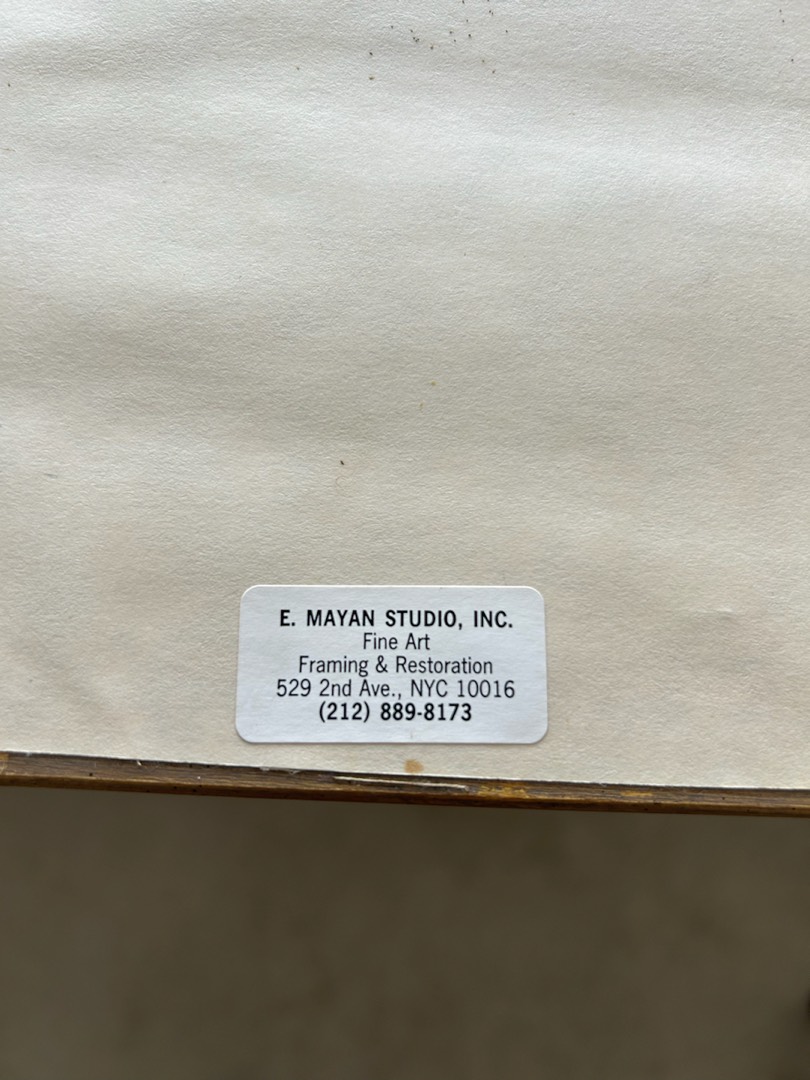 E. MAYAN STUDIO, INC.
Fine Art
Framing & Restoration
529 2nd Ave., NYC 10016
(212) 889-8173